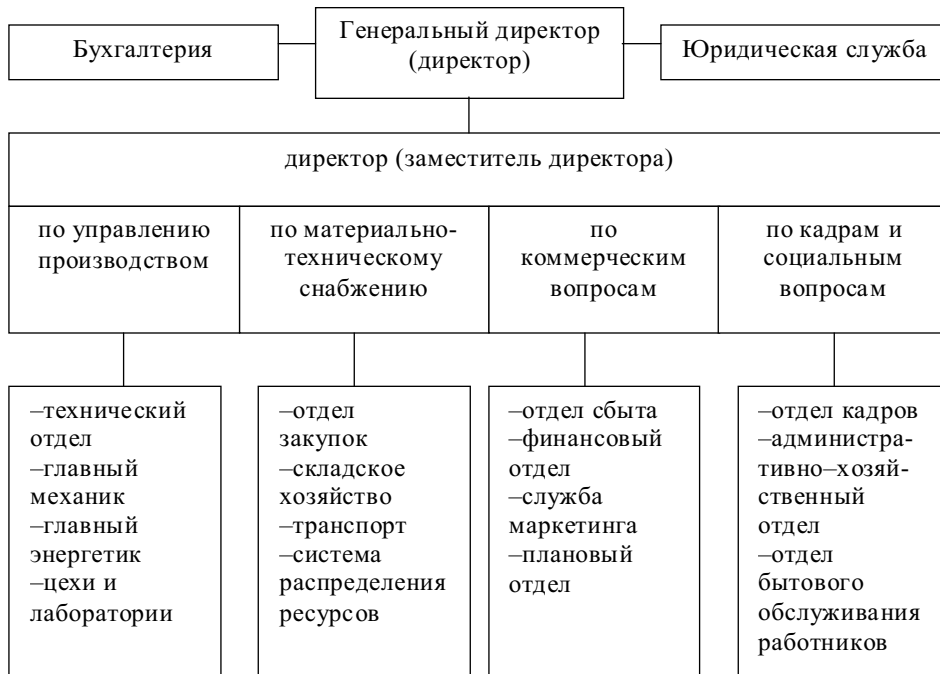 Бухгалтерия
Генеральный директор
(директор)
Юридическая служба
директор (заместитель директора)
по управлению
производством
по материально-
техническому
снабжению
по
коммерческим
вопросам
по кадрам и
социальным
вопросам
–технический
отдел
–главный
механик
–главный
энергетик
–цехи и
лаборатории
–отдел
закупок
–складское
хозяйство
–транспорт
–система
распределения
ресурсов
–отдел сбыта
–финансовый
отдел
–служба
маркетинга
–плановый
отдел
–отдел кадров
–администра-
тивно–хозяй-
ственный
отдел
–отдел
бытового
обслуживания
работников